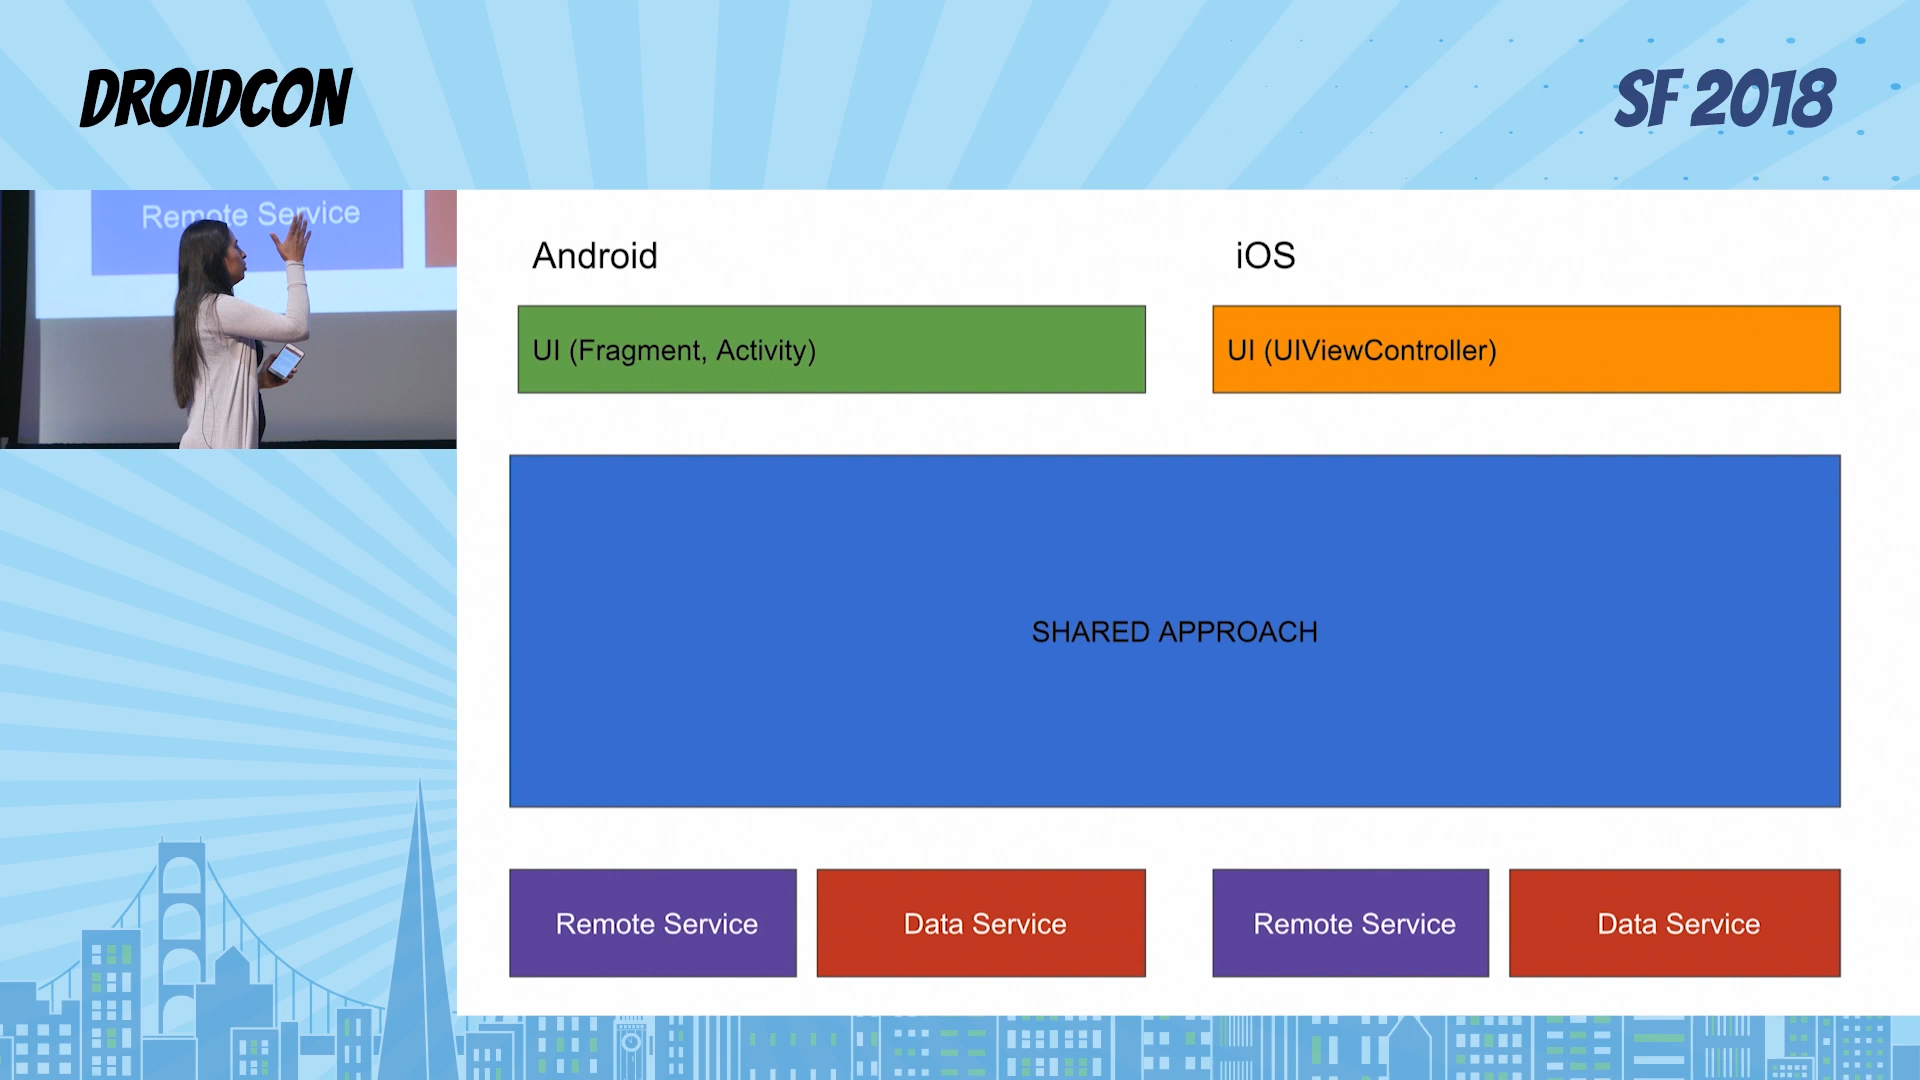 DROIDCON
SF 2018
Remote Service
Android
iOS
UI (Fragment, Activity)
UI (UIViewController)
SHARED APPROACH
Remote Service
Data Service
Remote Service
Data Service